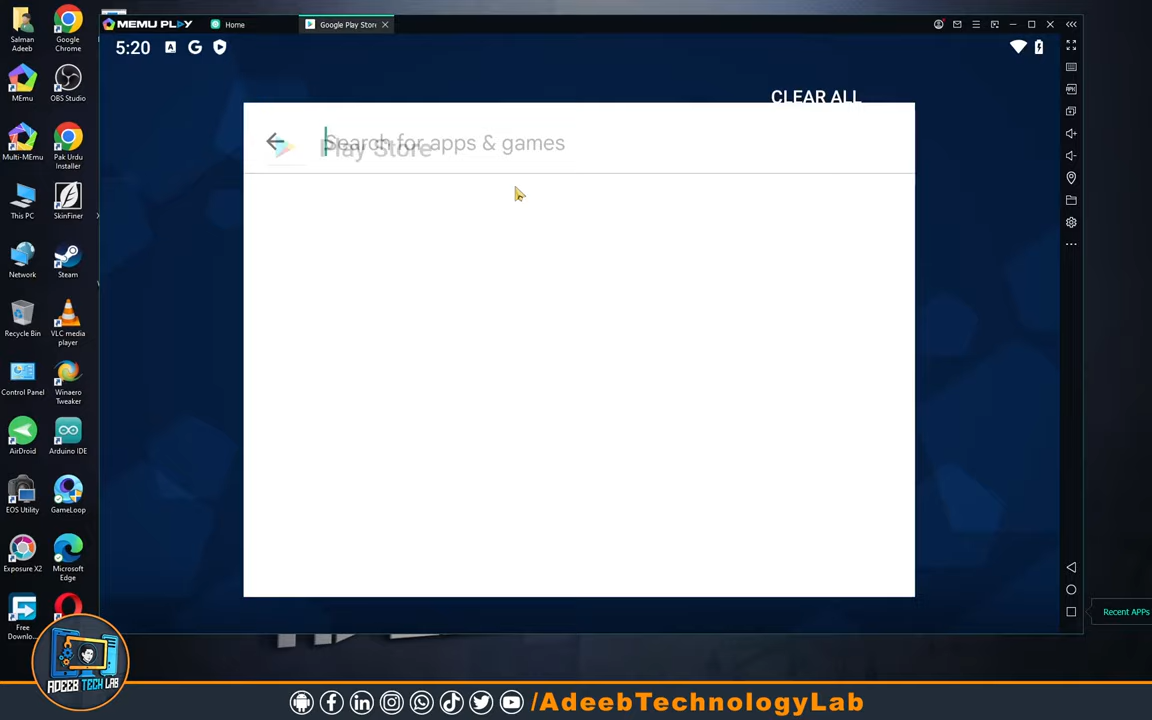 MEMU PLAY
Home
Google Play Store
5:20
CLEAR ALL
Search for apps & games
Play Store
Recent APPs
Salman Adeeb
Google Chrome
MEmu
OBS Studio
Multi-MEmu
Pak Urdu Installer
This PC
SkinFiner
Network
Steam
Recycle Bin
VLC media player
Control Panel
Winaero Tweaker
AirDroid
Arduino IDE
EOS Utility
GameLoop
Exposure X2
Microsoft Edge
Free Downlo...
ADEEB TECH LAB
/AdeebTechnologyLab